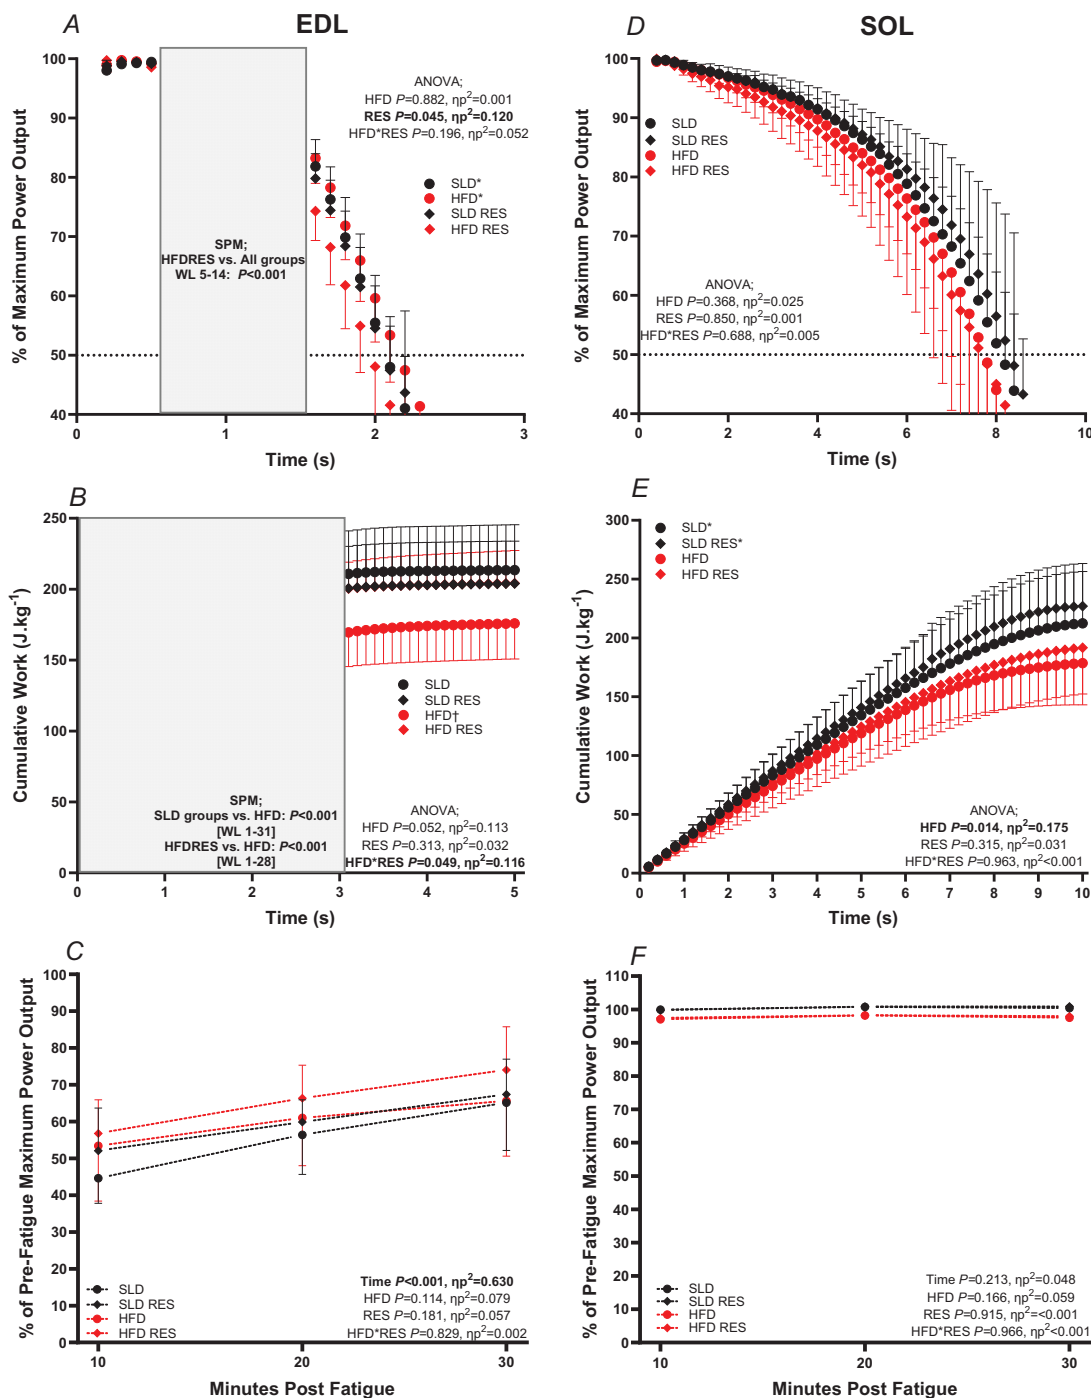 A
EDL
100
90
80
70
60
50
40
% of Maximum Power Output
ANOVA;
HFD P=0.882, ηp²=0.001
RES P=0.045, ηp²=0.120
HFD*RES P=0.196, ηp²=0.052
SLD*
HFD*
SLD RES
HFD RES
SPM;
HFDRES vs. All groups
WL 5-14: P<0.001
0
1
2
3
Time (s)
D
SOL
100
90
80
70
60
50
40
% of Maximum Power Output
SLD
SLD RES
HFD
HFD RES
ANOVA;
HFD P=0.368, ηp²=0.025
RES P=0.850, ηp²=0.001
HFD*RES P=0.688, ηp²=0.005
0
2
4
6
8
10
Time (s)
B
250
200
150
100
50
0
Cumulative Work (J.kg⁻¹)
SLD
SLD RES
HFD†
HFD RES
SPM;
SLD groups vs. HFD: P<0.001
[WL 1-31]
HFDRES vs. HFD: P<0.001
[WL 1-28]
ANOVA;
HFD P=0.052, ηp²=0.113
RES P=0.313, ηp²=0.032
HFD*RES P=0.049, ηp²=0.116
0
1
2
3
4
5
Time (s)
E
300
250
200
150
100
50
0
Cumulative Work (J.kg⁻¹)
SLD*
SLD RES*
HFD
HFD RES
ANOVA;
HFD P=0.014, ηp²=0.175
RES P=0.315, ηp²=0.031
HFD*RES P=0.963, ηp²<0.001
0
1
2
3
4
5
6
7
8
9
10
Time (s)
C
100
90
80
70
60
50
40
30
20
10
0
% of Pre-Fatigue Maximum Power Output
SLD
SLD RES
HFD
HFD RES
Time P<0.001, ηp²=0.630
HFD P=0.114, ηp²=0.079
RES P=0.181, ηp²=0.057
HFD*RES P=0.829, ηp²=0.002
10
20
30
Minutes Post Fatigue
F
110
100
90
80
70
60
50
40
30
20
10
0
% of Pre-Fatigue Maximum Power Output
SLD
SLD RES
HFD
HFD RES
Time P=0.213, ηp²=0.048
HFD P=0.166, ηp²=0.059
RES P=0.915, ηp²=<0.001
HFD*RES P=0.966, ηp²<0.001
10
20
30
Minutes Post Fatigue